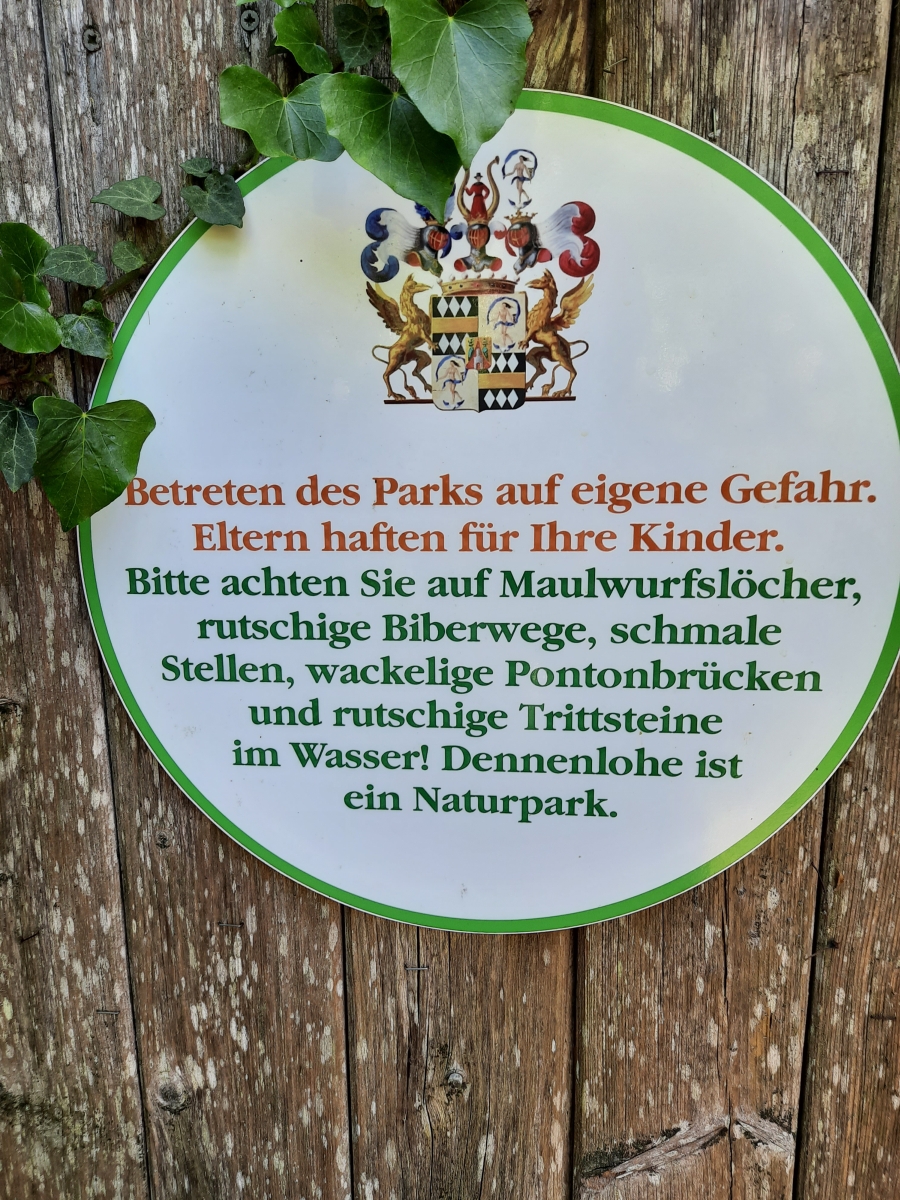 Betreten des Parks auf eigene Gefahr.
Eltern haften für Ihre Kinder.
Bitte achten Sie auf Maulwurfslöcher,
rutschige Biberwege, schmale
Stellen, wackelige Pontonbrücken
und rutschige Trittsteine
im Wasser! Dennenlohe ist
ein Naturpark.